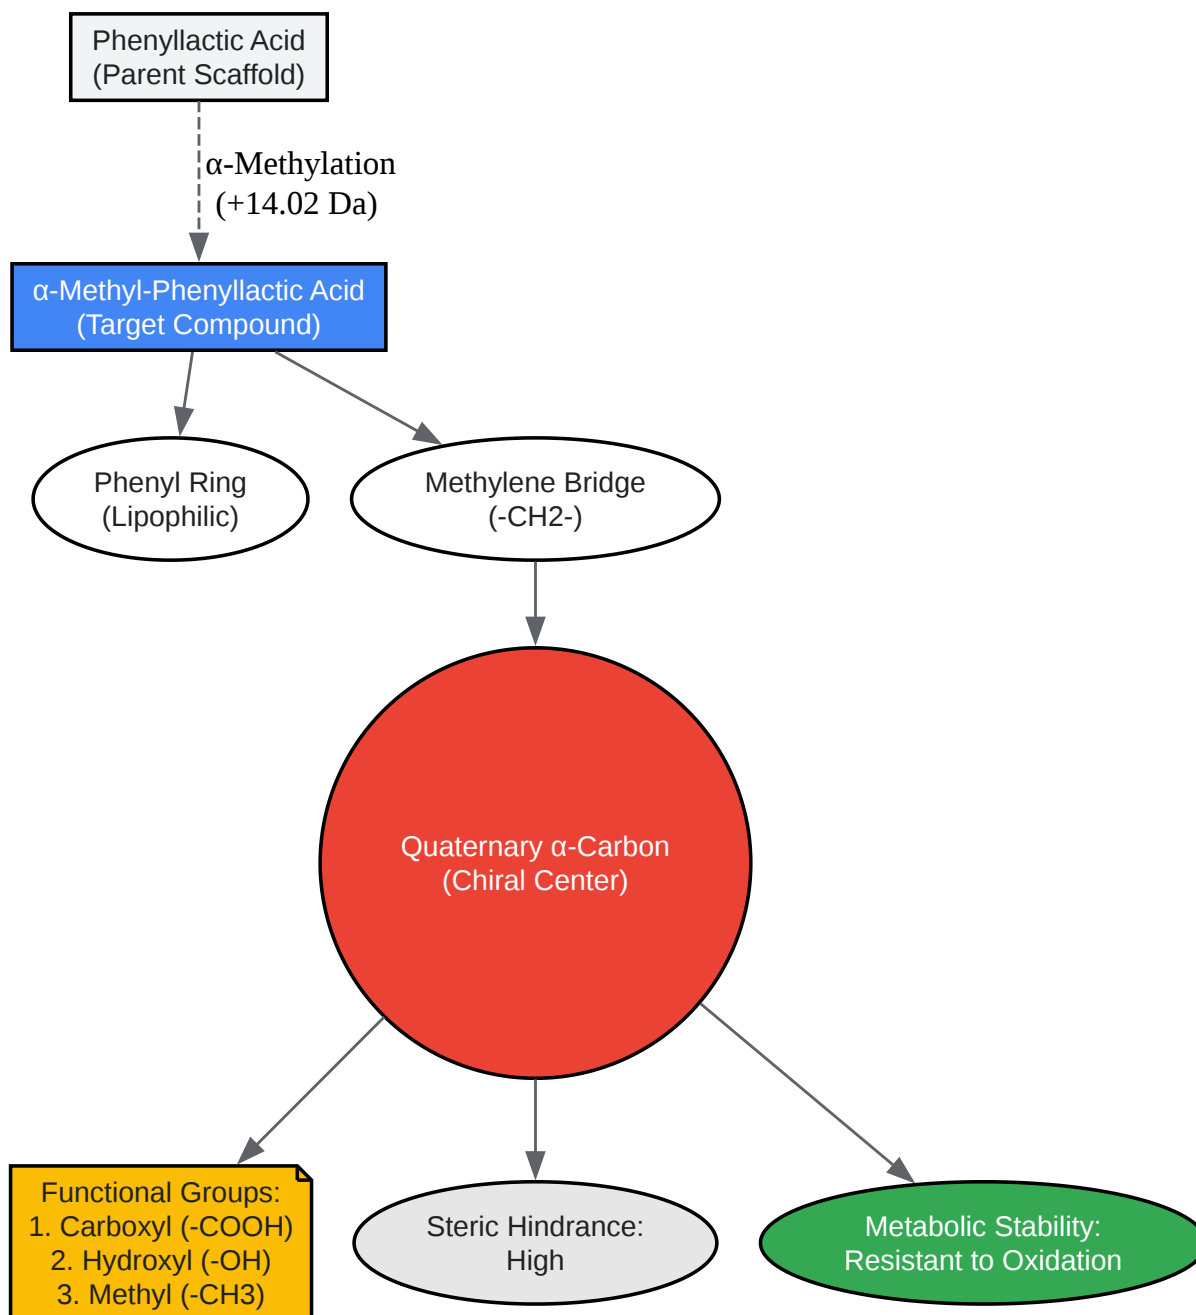 Phenyllactic Acid
(Parent Scaffold)
α-Methylation
(+14.02 Da)
α-Methyl-Phenyllactic Acid
(Target Compound)
Phenyl Ring
(Lipophilic)
Methylene Bridge
(-CH2-)
Quaternary α-Carbon
(Chiral Center)
Functional Groups:
1. Carboxyl (-COOH)
2. Hydroxyl (-OH)
3. Methyl (-CH3)
Steric Hindrance:
High
Metabolic Stability:
Resistant to Oxidation